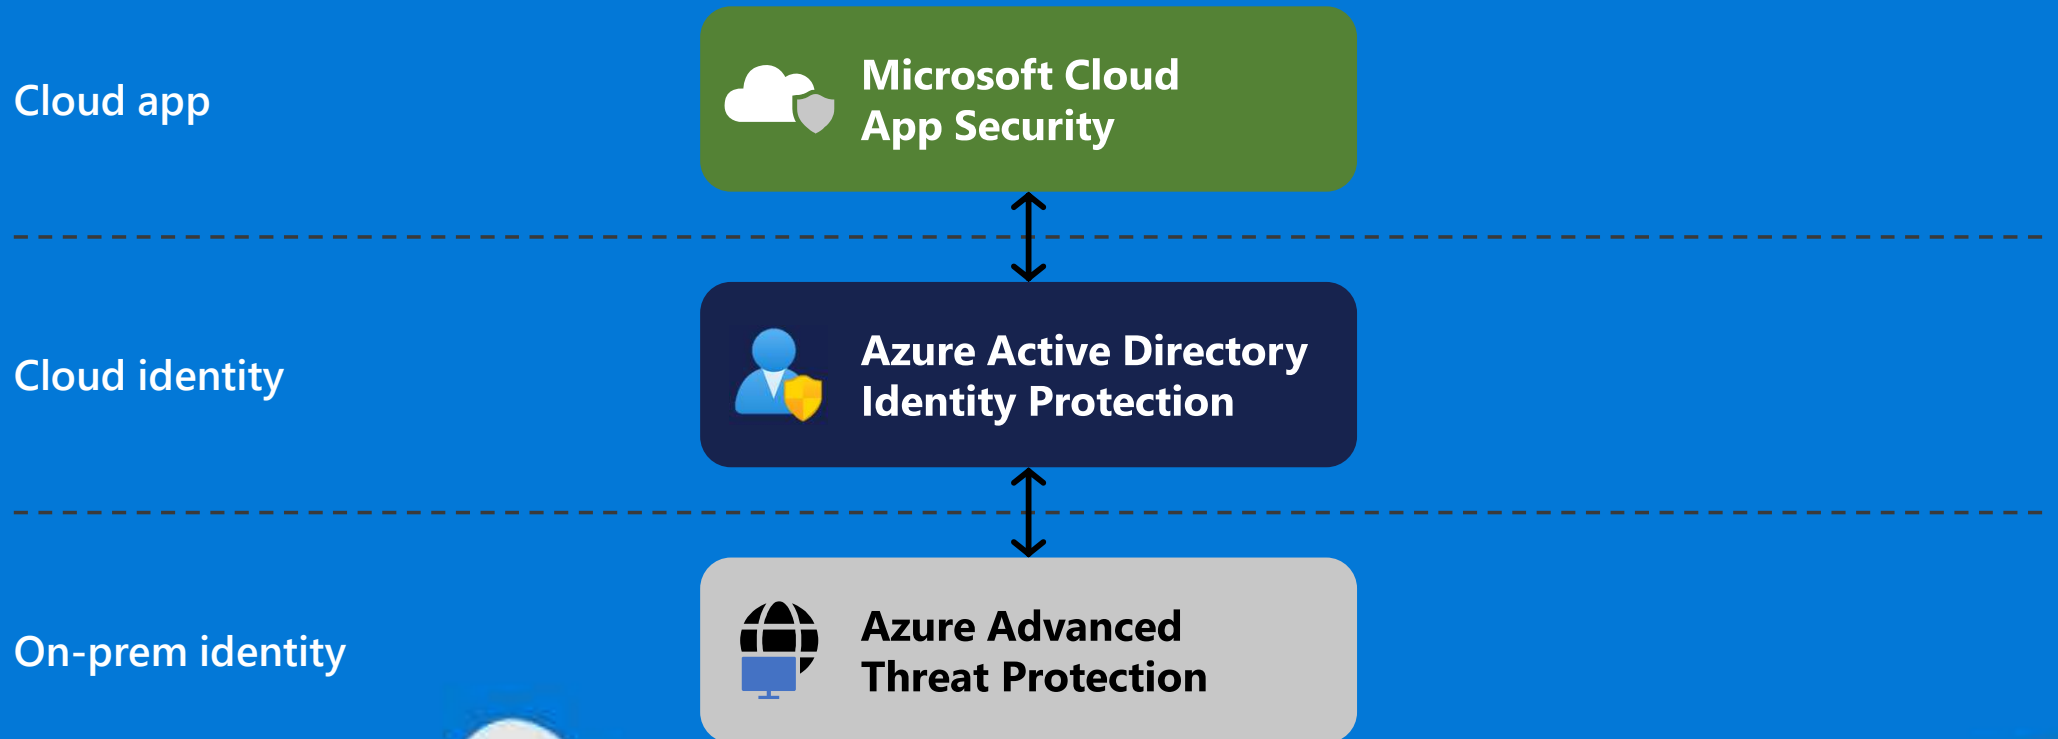 Cloud app
Microsoft Cloud
App Security
Cloud identity
Azure Active Directory
Identity Protection
On-prem identity
Azure Advanced
Threat Protection